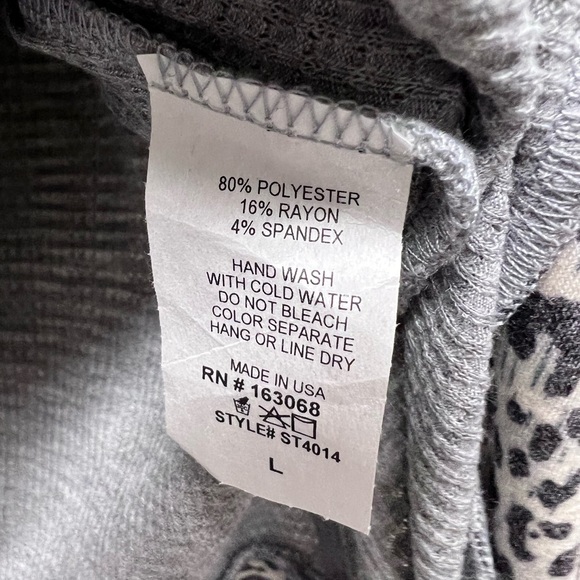 80% POLYESTER
16% RAYON
4% SPANDEX
HAND WASH
WITH COLD WATER
DO NOT BLEACH
COLOR SEPARATE
HANG OR LINE DRY
MADE IN USA
RN # 163068
STYLE# ST4014
L